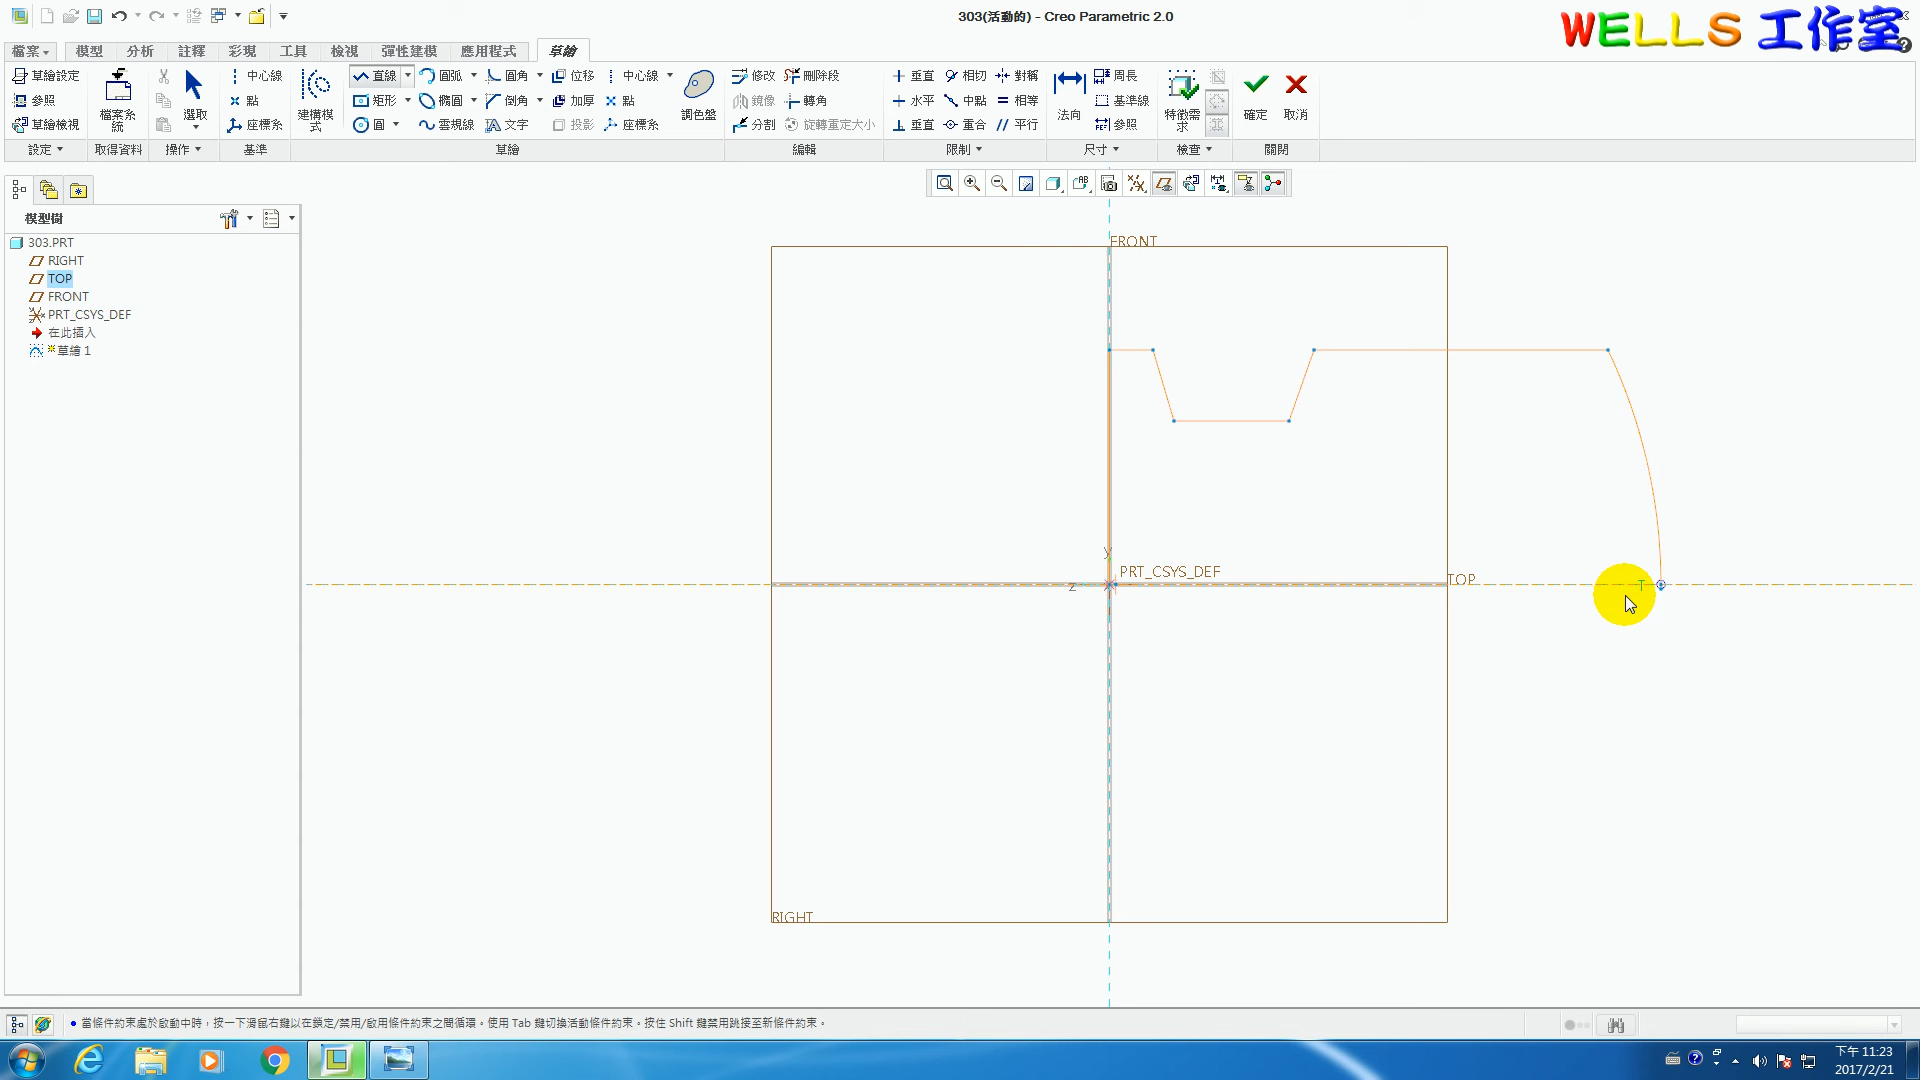 303(活動的) - Creo Parametric 2.0
WELLS 工作室
檔案 模型 分析 註釋 彩現 工具 檢視 彈性建模 應用程式 草繪
草繪設定 中心線 直線 圓弧 圓角 位移 中心線 修改 刪除段 垂直 相切 對稱 周長
參照 點 矩形 橢圓 倒角 加厚 點 鏡像 轉角 水平 中點 相等 基準線
草繪檢視 座標系 圓 雲規線 文字 投影 座標系 分割 旋轉重定大小 垂直 重合 平行 參照
檔案系統 選取 建構模式 調色盤 法向 特徵需求 確定 取消
設定 取得資料 操作 基準 草繪 編輯 限制 尺寸 檢查 關閉
模型樹
303.PRT
RIGHT
TOP
FRONT
PRT_CSYS_DEF
在此插入
草繪 1
FRONT
y
PRT_CSYS_DEF
z
TOP
T
RIGHT
當條件約束處於啟動中時，按一下滑鼠右鍵以在鎖定/禁用/啟用條件約束之間循環。使用 Tab 鍵切換活動條件約束。按住 Shift 鍵禁用跳接至新條件約束。
下午 11:23
2017/2/21